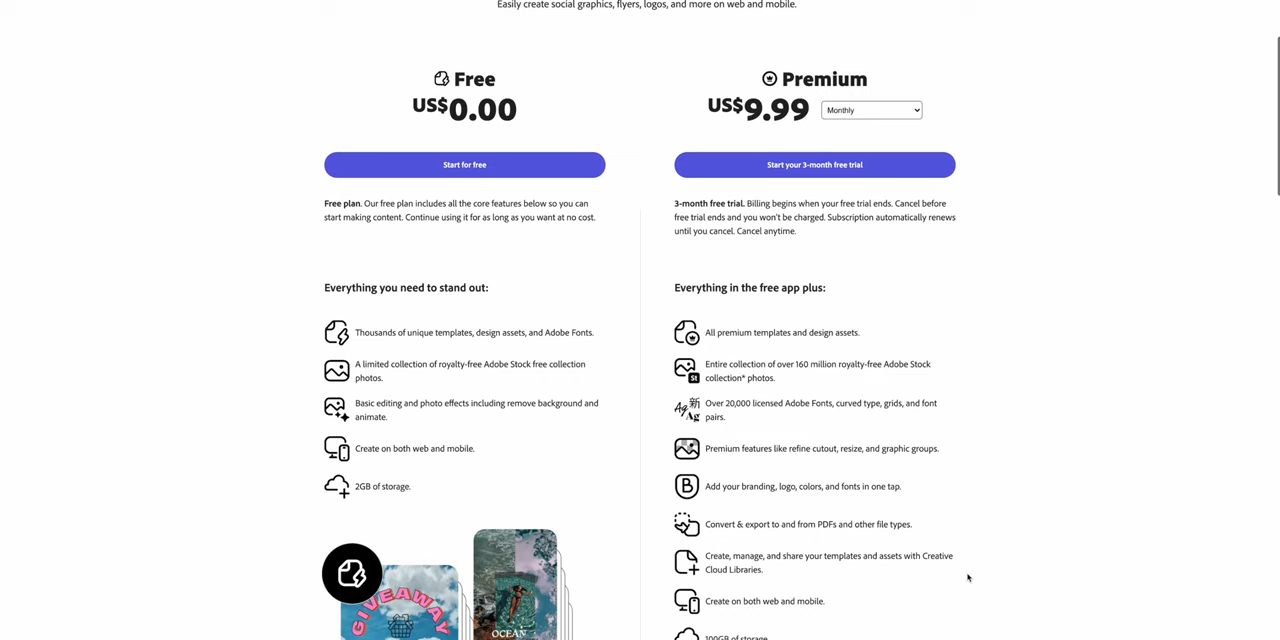 Easily create social graphics, flyers, logos, and more on web and mobile.
Free
US$0.00
Start for free
Free plan. Our free plan includes all the core features below so you can
start making content. Continue using it for as long as you want at no cost.
Everything you need to stand out:
Thousands of unique templates, design assets, and Adobe Fonts.
A limited collection of royalty-free Adobe Stock free collection
photos.
Basic editing and photo effects including remove background and
animate.
Create on both web and mobile.
2GB of storage.
GIVEAWAY
OCEAN
Premium
US$9.99
Monthly
Start your 3-month free trial
3-month free trial. Billing begins when your free trial ends. Cancel before
free trial ends and you won't be charged. Subscription automatically renews
until you cancel. Cancel anytime.
Everything in the free app plus:
All premium templates and design assets.
Entire collection of over 160 million royalty-free Adobe Stock
St
collection* photos.
Ag 新
Ag
Over 20,000 licensed Adobe Fonts, curved type, grids, and font
pairs.
Premium features like refine cutout, resize, and graphic groups.
B
Add your branding, logo, colors, and fonts in one tap.
Convert & export to and from PDFs and other file types.
Create, manage, and share your templates and assets with Creative
Cloud Libraries.
Create on both web and mobile.
100GB of storage